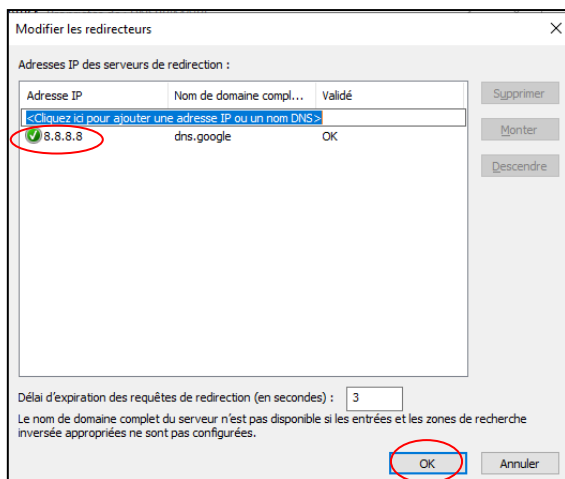 Modifier les redirecteurs
Adresses IP des serveurs de redirection :
Adresse IP Nom de domaine compl... Validé
<Cliquez ici pour ajouter une adresse IP ou un nom DNS>
8.8.8.8 dns.google OK
Supprimer
Monter
Descendre
Délai d'expiration des requêtes de redirection (en secondes) : 3
Le nom de domaine complet du serveur n'est pas disponible si les entrées et les zones de recherche
inversée appropriées ne sont pas configurées.
OK Annuler